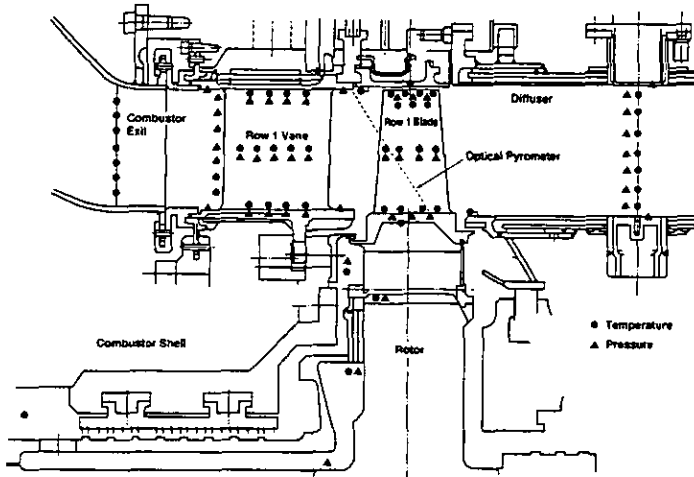 Combustor
Exit
Row 1 Vane
Row 1 Blade
Diffuser
Optical Pyrometer
Combustor Shell
Rotor
Temperature
Pressure